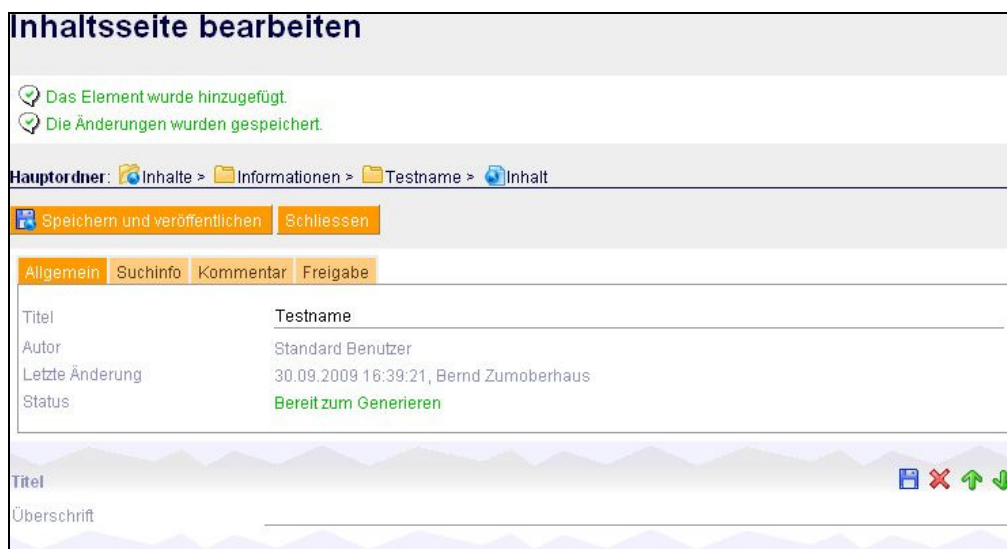 Inhaltsseite bearbeiten
Das Element wurde hinzugefügt.
Die Änderungen wurden gespeichert.
Hauptordner: Inhalte > Informationen > Testname > Inhalt
Speichern und veröffentlichen Schliessen
Allgemein Suchinfo Kommentar Freigabe
Titel Testname
Autor Standard Benutzer
Letzte Änderung 30.09.2009 16:39:21, Bernd Zumoberhaus
Status Bereit zum Generieren
Titel
Überschrift